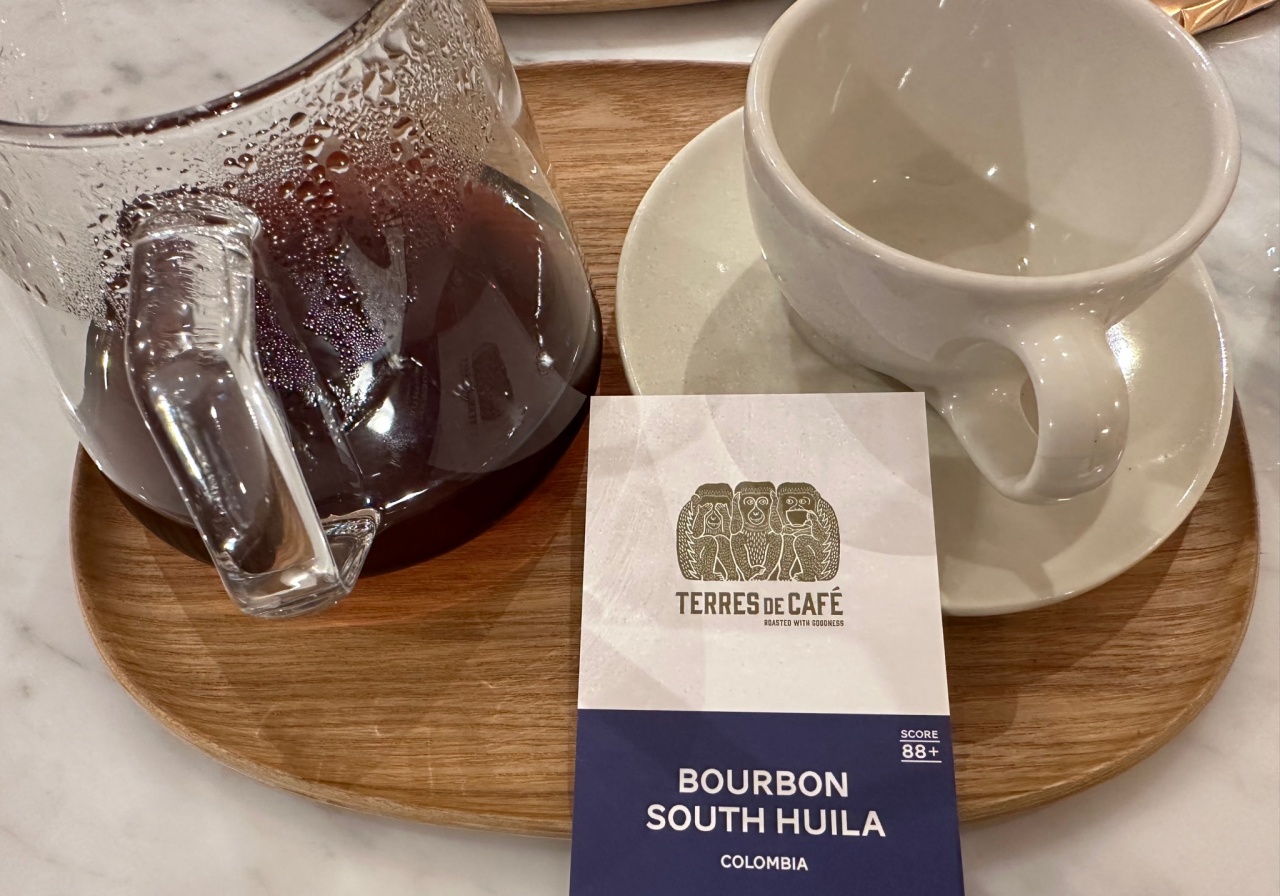 TERRES DE CAFÉ
ROASTED WITH GOODNESS
SCORE
88+
BOURBON
SOUTH HUILA
COLOMBIA